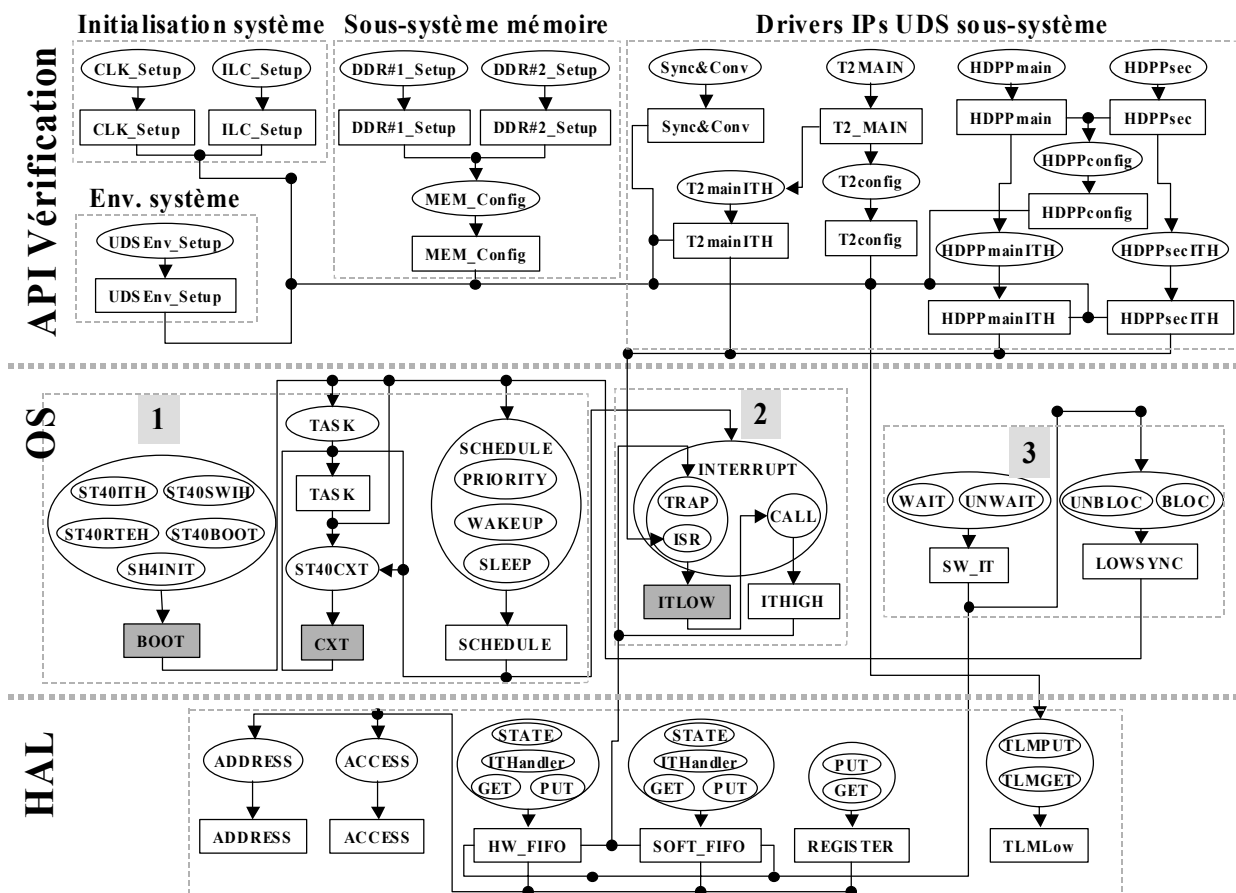 Initialisation système
Sous-système mémoire
Drivers IPs UDS sous-système
API Vérification
CLK_Setup
ILC_Setup
DDR#1_Setup
DDR#2_Setup
Sync&Conv
T2MAIN
HDPPmain
HDPPsec
CLK_Setup
ILC_Setup
DDR#1_Setup
DDR#2_Setup
Sync&Conv
T2_MAIN
HDPPmain
HDPPsec
HDPPconfig
T2mainITH
T2config
MEM_Config
HDPPconfig
Env. système
UDSEnv_Setup
T2mainITH
T2config
MEM_Config
HDPPmainITH
HDPPsecITH
UDSEnv_Setup
HDPPmainITH
HDPPsecITH
OS
1
ST40ITH
ST40SWIH
ST40RTEH
ST40BOOT
SH4INIT
BOOT
TASK
TASK
ST40CXT
CXT
SCHEDULE
PRIORITY
WAKEUP
SLEEP
SCHEDULE
2
INTERRUPT
TRAP
ISR
CALL
ITLOW
ITHIGH
3
WAIT
UNWAIT
UNBLOC
BLOC
SW_IT
LOWSYNC
HAL
ADDRESS
ACCESS
STATE
ITHandler
GET
PUT
STATE
ITHandler
GET
PUT
PUT
GET
TLMPUT
TLMGET
ADDRESS
ACCESS
HW_FIFO
SOFT_FIFO
REGISTER
TLMLow